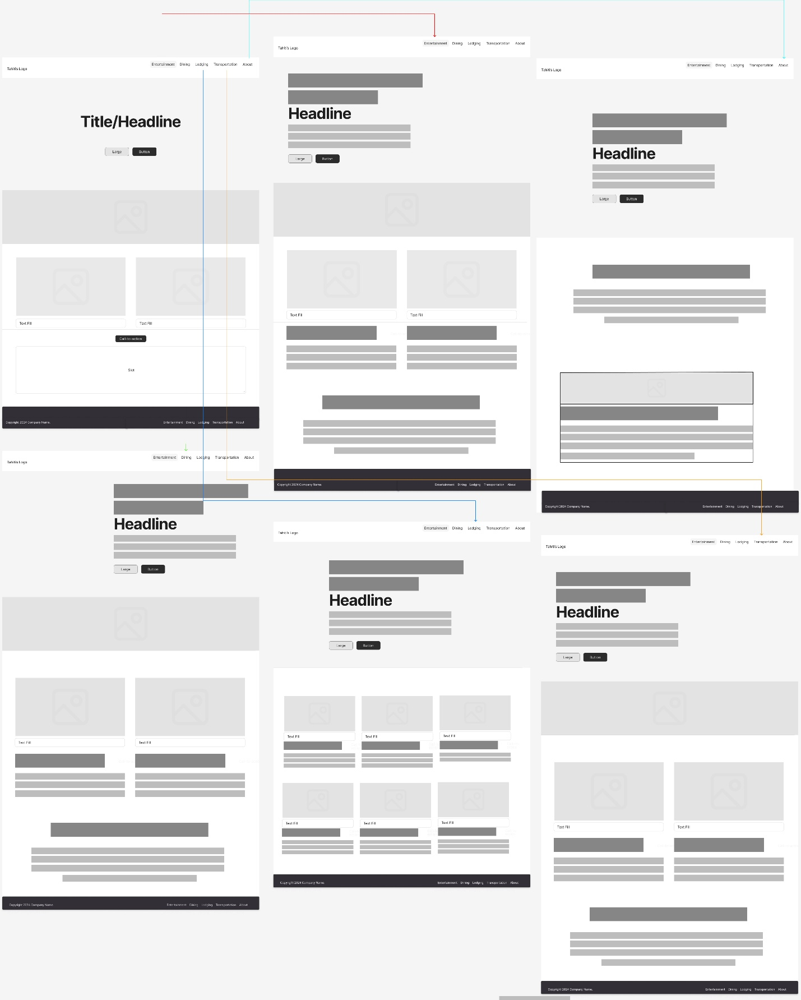 Entertainment Dining Lodging Transportation About
Tahiti's Logo
Title/Headline
Large Button
Text Fill Text Fill
Call-to-action
Slot
Copyright 2024 Company Name. Entertainment Dining Lodging Transportation About
Entertainment Dining Lodging Transportation About
Tahiti's Logo
Headline
Large Button
Text Fill Text Fill
Copyright 2024 Company Name. Entertainment Dining Lodging Transportation About
Entertainment Dining Lodging Transportation About
Tahiti's Logo
Headline
Large Button
Text Fill Text Fill
Copyright 2024 Company Name. Entertainment Dining Lodging Transportation About
Entertainment Dining Lodging Transportation About
Tahiti's Logo
Headline
Large Button
Text Fill Text Fill Text Fill
Text Fill Text Fill Text Fill
Copyright 2024 Company Name. Entertainment Dining Lodging Transportation About
Entertainment Dining Lodging Transportation About
Tahiti's Logo
Headline
Large Button
Copyright 2024 Company Name. Entertainment Dining Lodging Transportation About
Entertainment Dining Lodging Transportation About
Tahiti's Logo
Headline
Large Button
Text Fill Text Fill
Copyright 2024 Company Name. Entertainment Dining Lodging Transportation About